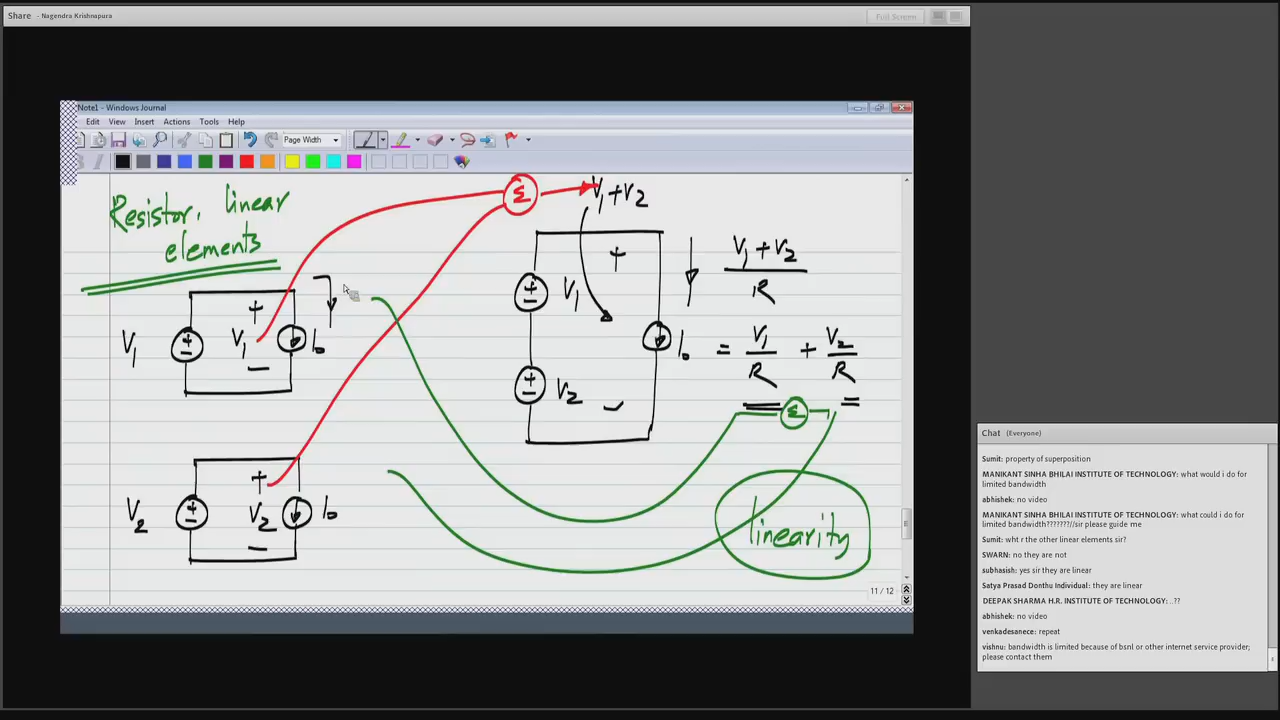 Share - Nagendra Krishnapura
Full Screen
Note1 - Windows Journal
Edit View Insert Actions Tools Help
Page Width
Resistor, linear
elements
Σ
V1+V2
V1
+
−
V1
+
−
I0
V2
+
−
V2
+
−
I0
+
−
V1
+
−
V2
+
−
I0
V1 + V2
R
= V1/R + V2/R
Σ
linearity
11 / 12
Chat (Everyone)
Sumit: property of superposition
MANIKANT SINHA BHILAI INSTITUTE OF TECHNOLOGY: what would i do for
limited bandwidth
abhishek: no video
MANIKANT SINHA BHILAI INSTITUTE OF TECHNOLOGY: what could i do for
limited bandwidth???????//sir please guide me
Sumit: wht r the other linear elements sir?
SWARN: no they are not
subhasish: yes sir they are linear
Satya Prasad Donthu Individual: they are linear
DEEPAK SHARMA H.R. INSTITUTE OF TECHNOLOGY: ..??
abhishek: no video
venkadesanece: repeat
vishnu: bandwidth is limited because of bsnl or other internet service provider;
please contact them